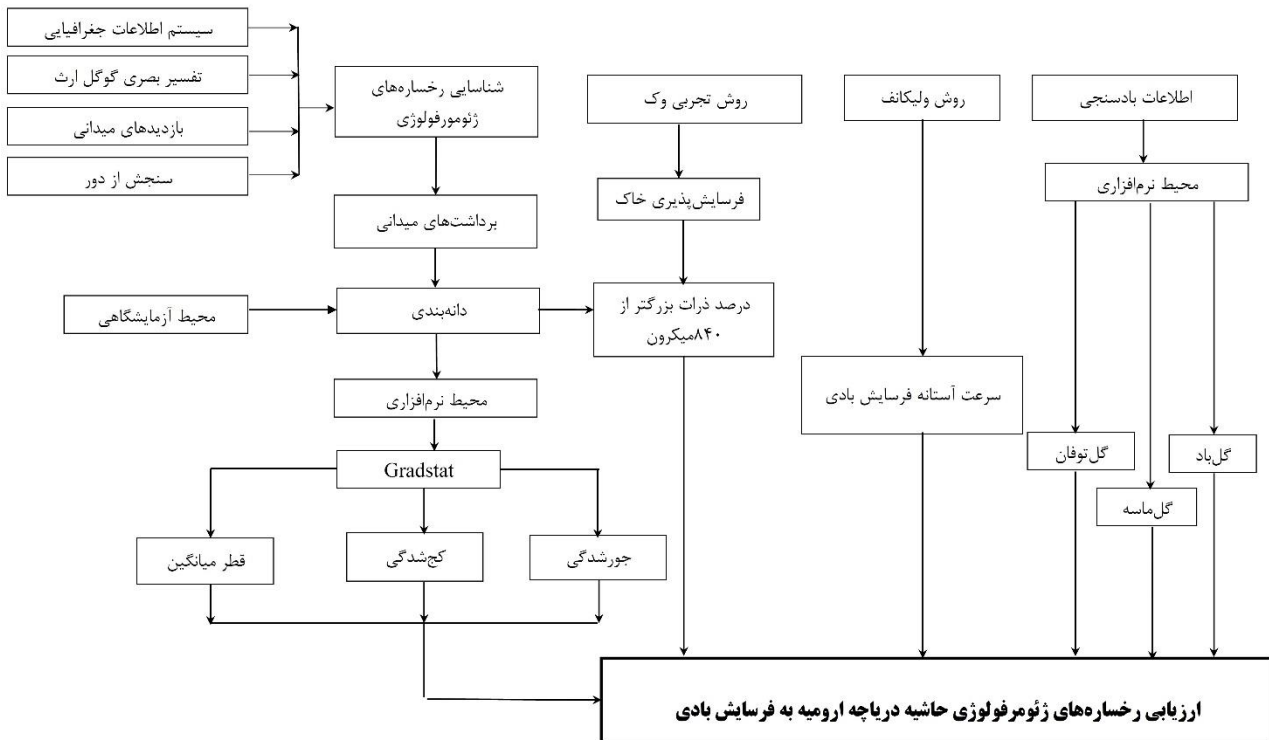 سیستم اطلاعات جغرافیایی
تفسیر بصری گوگل ارث
بازدیدهای میدانی
سنجش از دور
شناسایی رخساره‌های
ژئومورفولوژی
برداشت‌های میدانی
محیط آزمایشگاهی
دانه‌بندی
محیط نرم‌افزاری
Gradstat
قطر میانگین
کج‌شدگی
جورشدگی
روش تجربی وک
فرسایش‌پذیری خاک
درصد ذرات بزرگتر از
۸۴۰میکرون
روش ولیکانف
سرعت آستانه فرسایش بادی
اطلاعات بادسنجی
محیط نرم‌افزاری
گل‌توفان
گل‌ماسه
گل‌باد
ارزیابی رخساره‌های ژئومرفولوژی حاشیه دریاچه ارومیه به فرسایش بادی